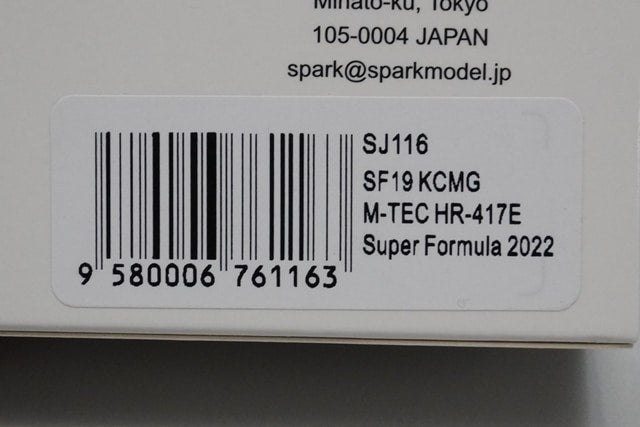 Minato-ku, Tokyo
105-0004 JAPAN
spark@sparkmodel.jp
SJ116
SF19 KCMG
M-TEC HR-417E
Super Formula 2022
9 580006 761163